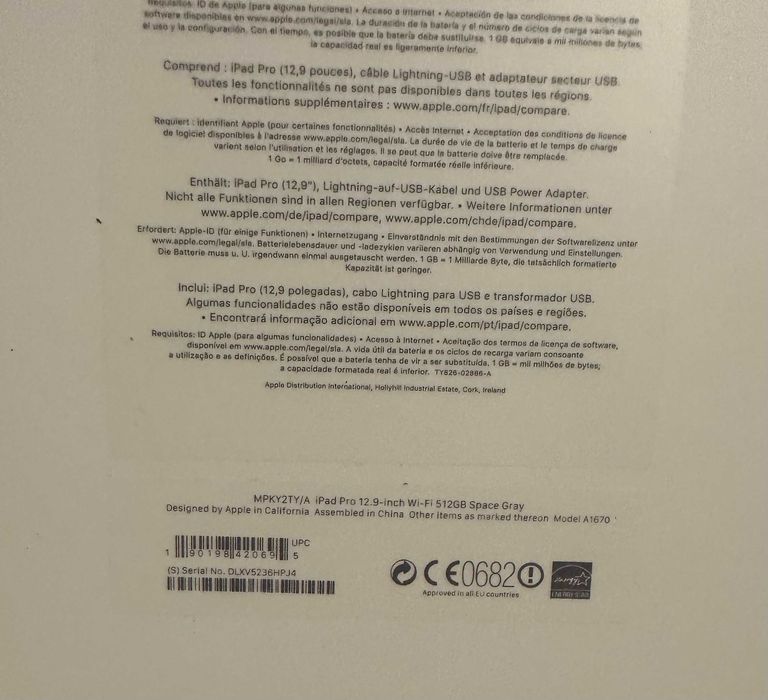 Requisitos: ID de Apple (para algunas funciones) • Acceso a Internet • Aceptación de las condiciones de la licencia de
software disponibles en www.apple.com/legal/sla. La duración de la batería y el número de ciclos de carga varían según
el uso y la configuración. Con el tiempo, es posible que la batería deba sustituirse. 1 GB equivale a mil millones de bytes;
la capacidad real es ligeramente inferior.
Comprend : iPad Pro (12,9 pouces), câble Lightning-USB et adaptateur secteur USB.
Toutes les fonctionnalités ne sont pas disponibles dans toutes les régions.
• Informations supplémentaires : www.apple.com/fr/ipad/compare.
Requiert : identifiant Apple (pour certaines fonctionnalités) • Accès Internet • Acceptation des conditions de licence
de logiciel disponibles à l'adresse www.apple.com/legal/sla. La durée de vie de la batterie et le temps de charge
varient selon l'utilisation et les réglages. Il se peut que la batterie doive être remplacée.
1 Go = 1 milliard d'octets, capacité formatée réelle inférieure.
Enthält: iPad Pro (12,9"), Lightning-auf-USB-Kabel und USB Power Adapter.
Nicht alle Funktionen sind in allen Regionen verfügbar. • Weitere Informationen unter
www.apple.com/de/ipad/compare, www.apple.com/chde/ipad/compare.
Erfordert: Apple-ID (für einige Funktionen) • Internetzugang • Einverständnis mit den Bestimmungen der Softwarelizenz unter
www.apple.com/legal/sla. Batterielebensdauer und -ladezyklen variieren abhängig von Verwendung und Einstellungen.
Die Batterie muss u. U. irgendwann einmal ausgetauscht werden. 1 GB = 1 Milliarde Byte, die tatsächlich formatierte
Kapazität ist geringer.
Inclui: iPad Pro (12,9 polegadas), cabo Lightning para USB e transformador USB.
Algumas funcionalidades não estão disponíveis em todos os países e regiões.
• Encontrará informação adicional em www.apple.com/pt/ipad/compare.
Requisitos: ID Apple (para algumas funcionalidades) • Acesso à Internet • Aceitação dos termos da licença de software,
disponível em www.apple.com/legal/sla. A vida útil da bateria e os ciclos de recarga variam consoante
a utilização e as definições. É possível que a bateria tenha de vir a ser substituída. 1 GB = mil milhões de bytes;
a capacidade formatada real é inferior. TY626-02886-A
Apple Distribution International, Hollyhill Industrial Estate, Cork, Ireland
MPKY2TY/A iPad Pro 12.9-inch Wi-Fi 512GB Space Gray
Designed by Apple in California Assembled in China Other items as marked thereon Model A1670
UPC
1 90198 42069 5
(S) Serial No. DLXV5236HPJ4
CE0682
Approved in all EU countries
energy
ENERGY STAR